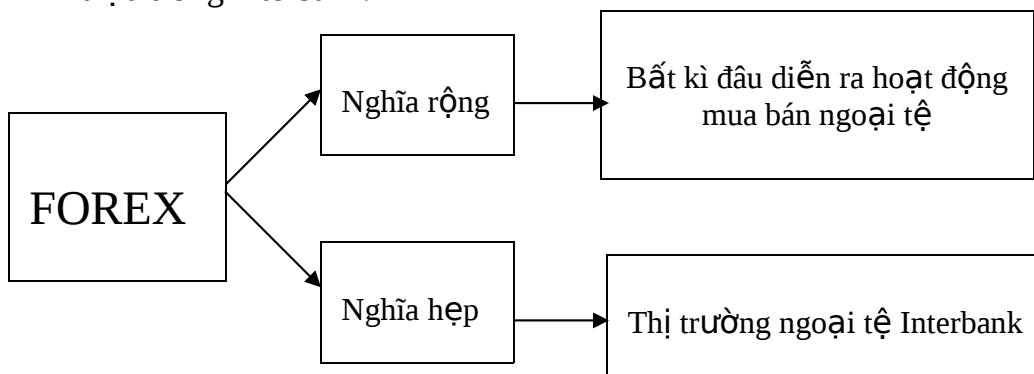 FOREX
Nghĩa rộng
Bất kì đâu diễn ra hoạt động
mua bán ngoại tệ
Nghĩa hẹp
Thị trường ngoại tệ Interbank